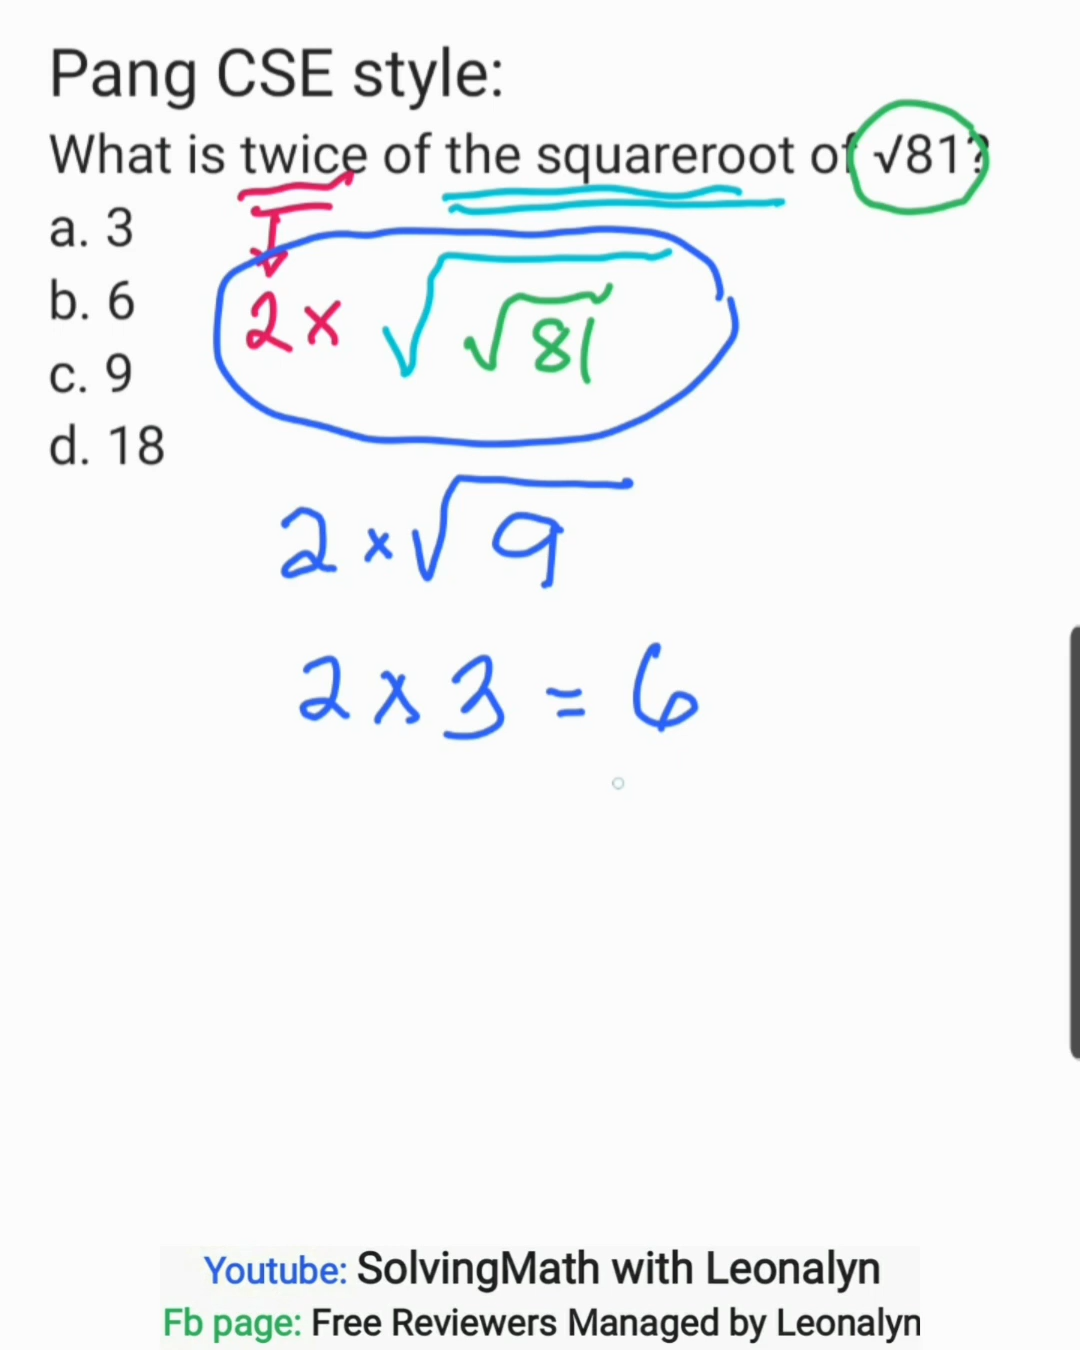 Pang CSE style:
What is twice of the squareroot of √81?
a. 3
b. 6
c. 9
d. 18
2 × √√81
2 × √9
2 × 3 = 6
Youtube: SolvingMath with Leonalyn
Fb page: Free Reviewers Managed by Leonalyn